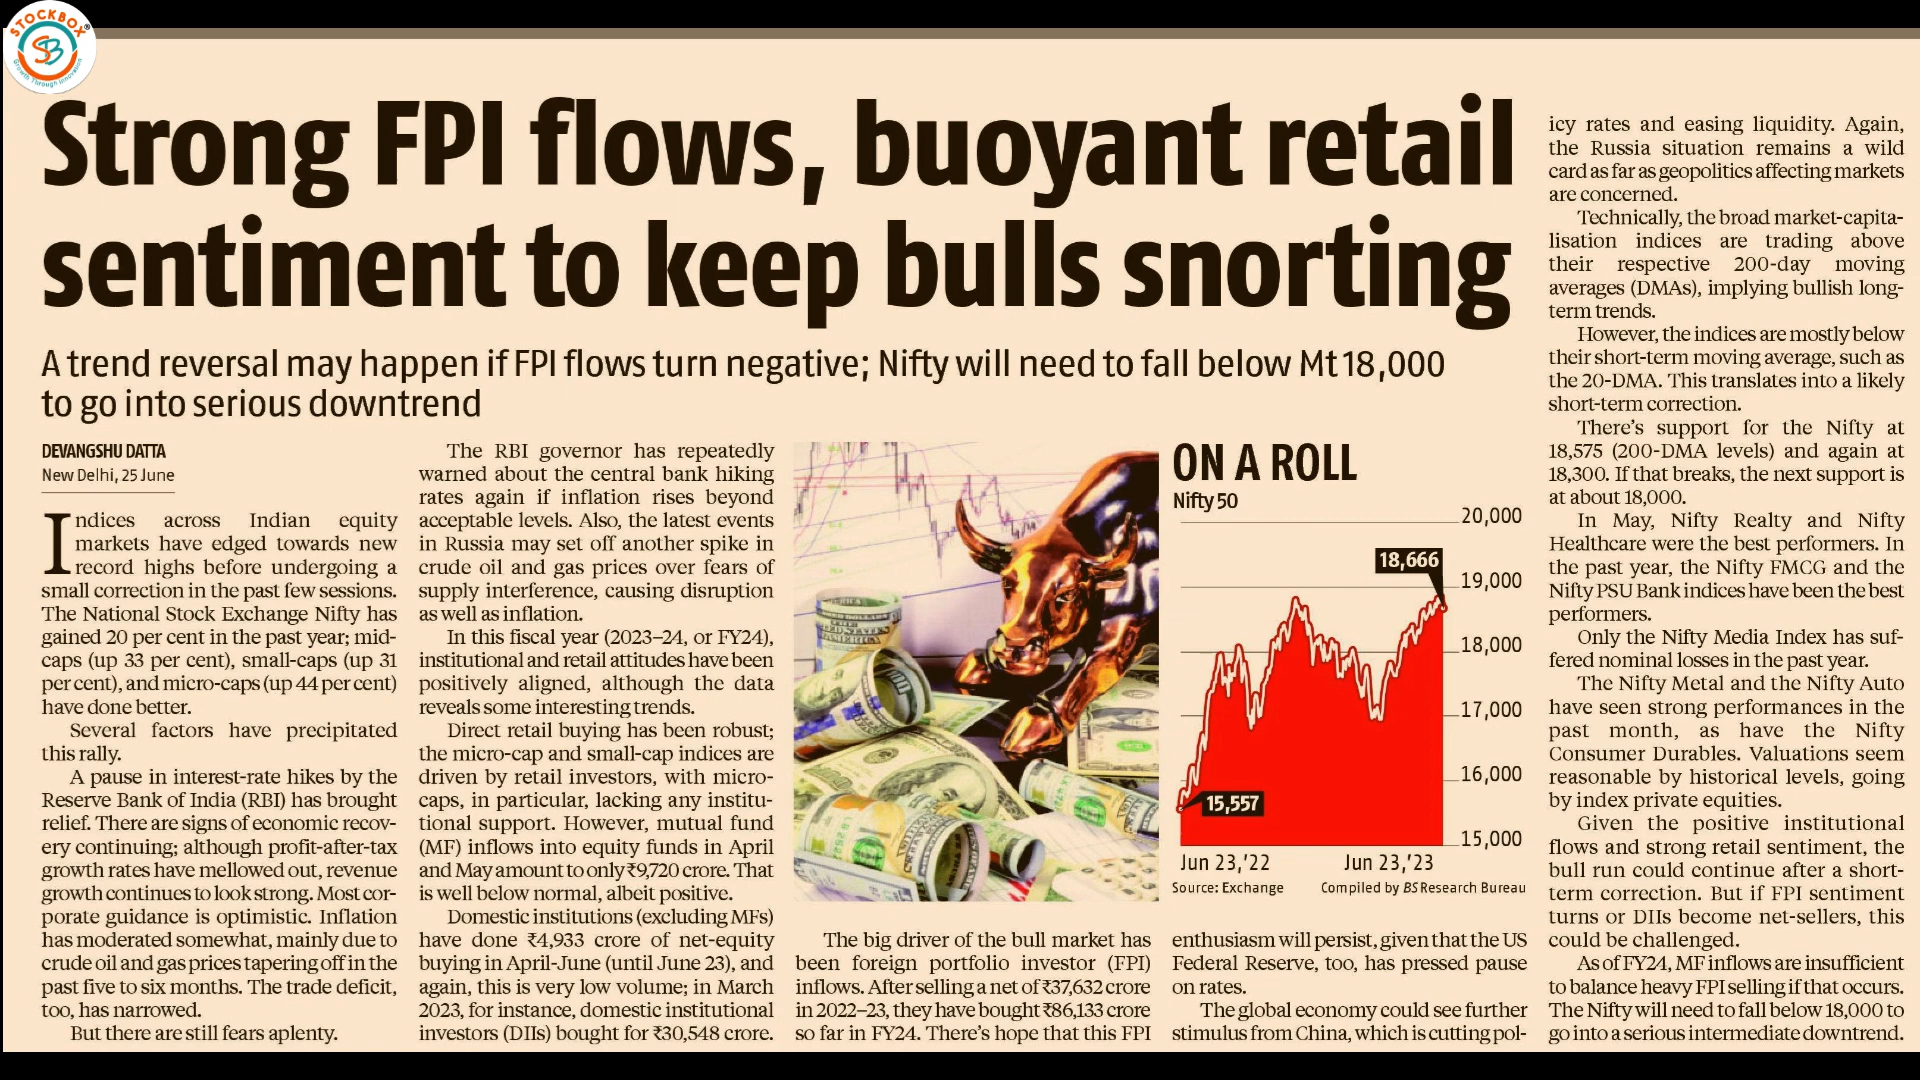 STOCKBOX®
SB
Growth Through Innovation
Strong FPI flows, buoyant retail
sentiment to keep bulls snorting
A trend reversal may happen if FPI flows turn negative; Nifty will need to fall below Mt 18,000
to go into serious downtrend
DEVANGSHU DATTA
New Delhi, 25 June
Indices across Indian equity
markets have edged towards new
record highs before undergoing a
small correction in the past few sessions.
The National Stock Exchange Nifty has
gained 20 per cent in the past year; mid-
caps (up 33 per cent), small-caps (up 31
per cent), and micro-caps (up 44 per cent)
have done better.
Several factors have precipitated
this rally.
A pause in interest-rate hikes by the
Reserve Bank of India (RBI) has brought
relief. There are signs of economic recov-
ery continuing; although profit-after-tax
growth rates have mellowed out, revenue
growth continues to look strong. Most cor-
porate guidance is optimistic. Inflation
has moderated somewhat, mainly due to
crude oil and gas prices tapering off in the
past five to six months. The trade deficit,
too, has narrowed.
But there are still fears aplenty.
The RBI governor has repeatedly
warned about the central bank hiking
rates again if inflation rises beyond
acceptable levels. Also, the latest events
in Russia may set off another spike in
crude oil and gas prices over fears of
supply interference, causing disruption
as well as inflation.
In this fiscal year (2023–24, or FY24),
institutional and retail attitudes have been
positively aligned, although the data
reveals some interesting trends.
Direct retail buying has been robust;
the micro-cap and small-cap indices are
driven by retail investors, with micro-
caps, in particular, lacking any institu-
tional support. However, mutual fund
(MF) inflows into equity funds in April
and May amount to only ₹9,720 crore. That
is well below normal, albeit positive.
Domestic institutions (excluding MFs)
have done ₹4,933 crore of net-equity
buying in April-June (until June 23), and
again, this is very low volume; in March
2023, for instance, domestic institutional
investors (DIIs) bought for ₹30,548 crore.
ON A ROLL
Nifty 50
20,000
18,666
19,000
18,000
17,000
16,000
15,557
15,000
Jun 23,'22 Jun 23,'23
Source: Exchange Compiled by BS Research Bureau
The big driver of the bull market has
been foreign portfolio investor (FPI)
inflows. After selling a net of ₹37,632 crore
in 2022–23, they have bought ₹86,133 crore
so far in FY24. There's hope that this FPI
enthusiasm will persist, given that the US
Federal Reserve, too, has pressed pause
on rates.
The global economy could see further
stimulus from China, which is cutting pol-
icy rates and easing liquidity. Again,
the Russia situation remains a wild
card as far as geopolitics affecting markets
are concerned.
Technically, the broad market-capita-
lisation indices are trading above
their respective 200-day moving
averages (DMAs), implying bullish long-
term trends.
However, the indices are mostly below
their short-term moving average, such as
the 20-DMA. This translates into a likely
short-term correction.
There's support for the Nifty at
18,575 (200-DMA levels) and again at
18,300. If that breaks, the next support is
at about 18,000.
In May, Nifty Realty and Nifty
Healthcare were the best performers. In
the past year, the Nifty FMCG and the
Nifty PSU Bank indices have been the best
performers.
Only the Nifty Media Index has suf-
fered nominal losses in the past year.
The Nifty Metal and the Nifty Auto
have seen strong performances in the
past month, as have the Nifty
Consumer Durables. Valuations seem
reasonable by historical levels, going
by index private equities.
Given the positive institutional
flows and strong retail sentiment, the
bull run could continue after a short-
term correction. But if FPI sentiment
turns or DIIs become net-sellers, this
could be challenged.
As of FY24, MF inflows are insufficient
to balance heavy FPI selling if that occurs.
The Nifty will need to fall below 18,000 to
go into a serious intermediate downtrend.